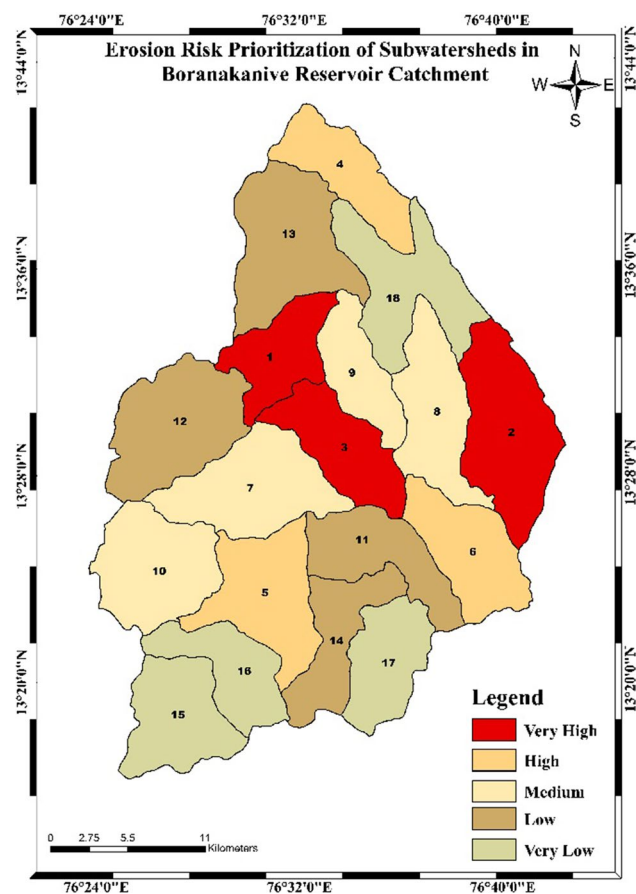 76°24'0"E 76°32'0"E 76°40'0"E
Erosion Risk Prioritization of Subwatersheds in
Boranakanive Reservoir Catchment
N
W E
S
13°44'0"N 13°44'0"N
4
13
13°36'0"N 13°36'0"N
18
1
9
8
2
12
3
7
13°28'0"N 13°28'0"N
11
6
10
5
14
17
16
13°20'0"N 13°20'0"N
15
Legend
Very High
High
Medium
Low
Very Low
0 2.75 5.5 11
Kilometers
76°24'0"E 76°32'0"E 76°40'0"E